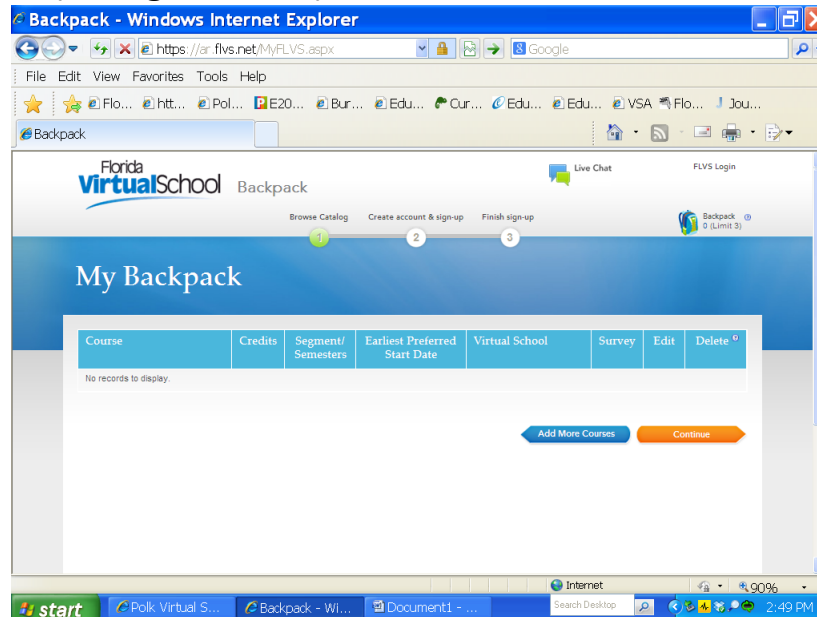 Backpack - Windows Internet Explorer
https://ar.flvs.net/MyFLVS.aspx
Google
File Edit View Favorites Tools Help
Flo... htt... Pol... E20... Bur... Edu... Cur... Edu... Edu... VSA Flo... Jou...
Backpack
Florida
VirtualSchool Backpack
Live Chat
FLVS Login
Browse Catalog Create account & sign-up Finish sign-up
1 2 3
Backpack
0 (Limit 3)
My Backpack
Course Credits Segment/ Semesters Earliest Preferred Start Date Virtual School Survey Edit Delete
No records to display.
Add More Courses Continue
Internet 90%
start Polk Virtual S... Backpack - Wi... Document1 - ... Search Desktop 2:49 PM